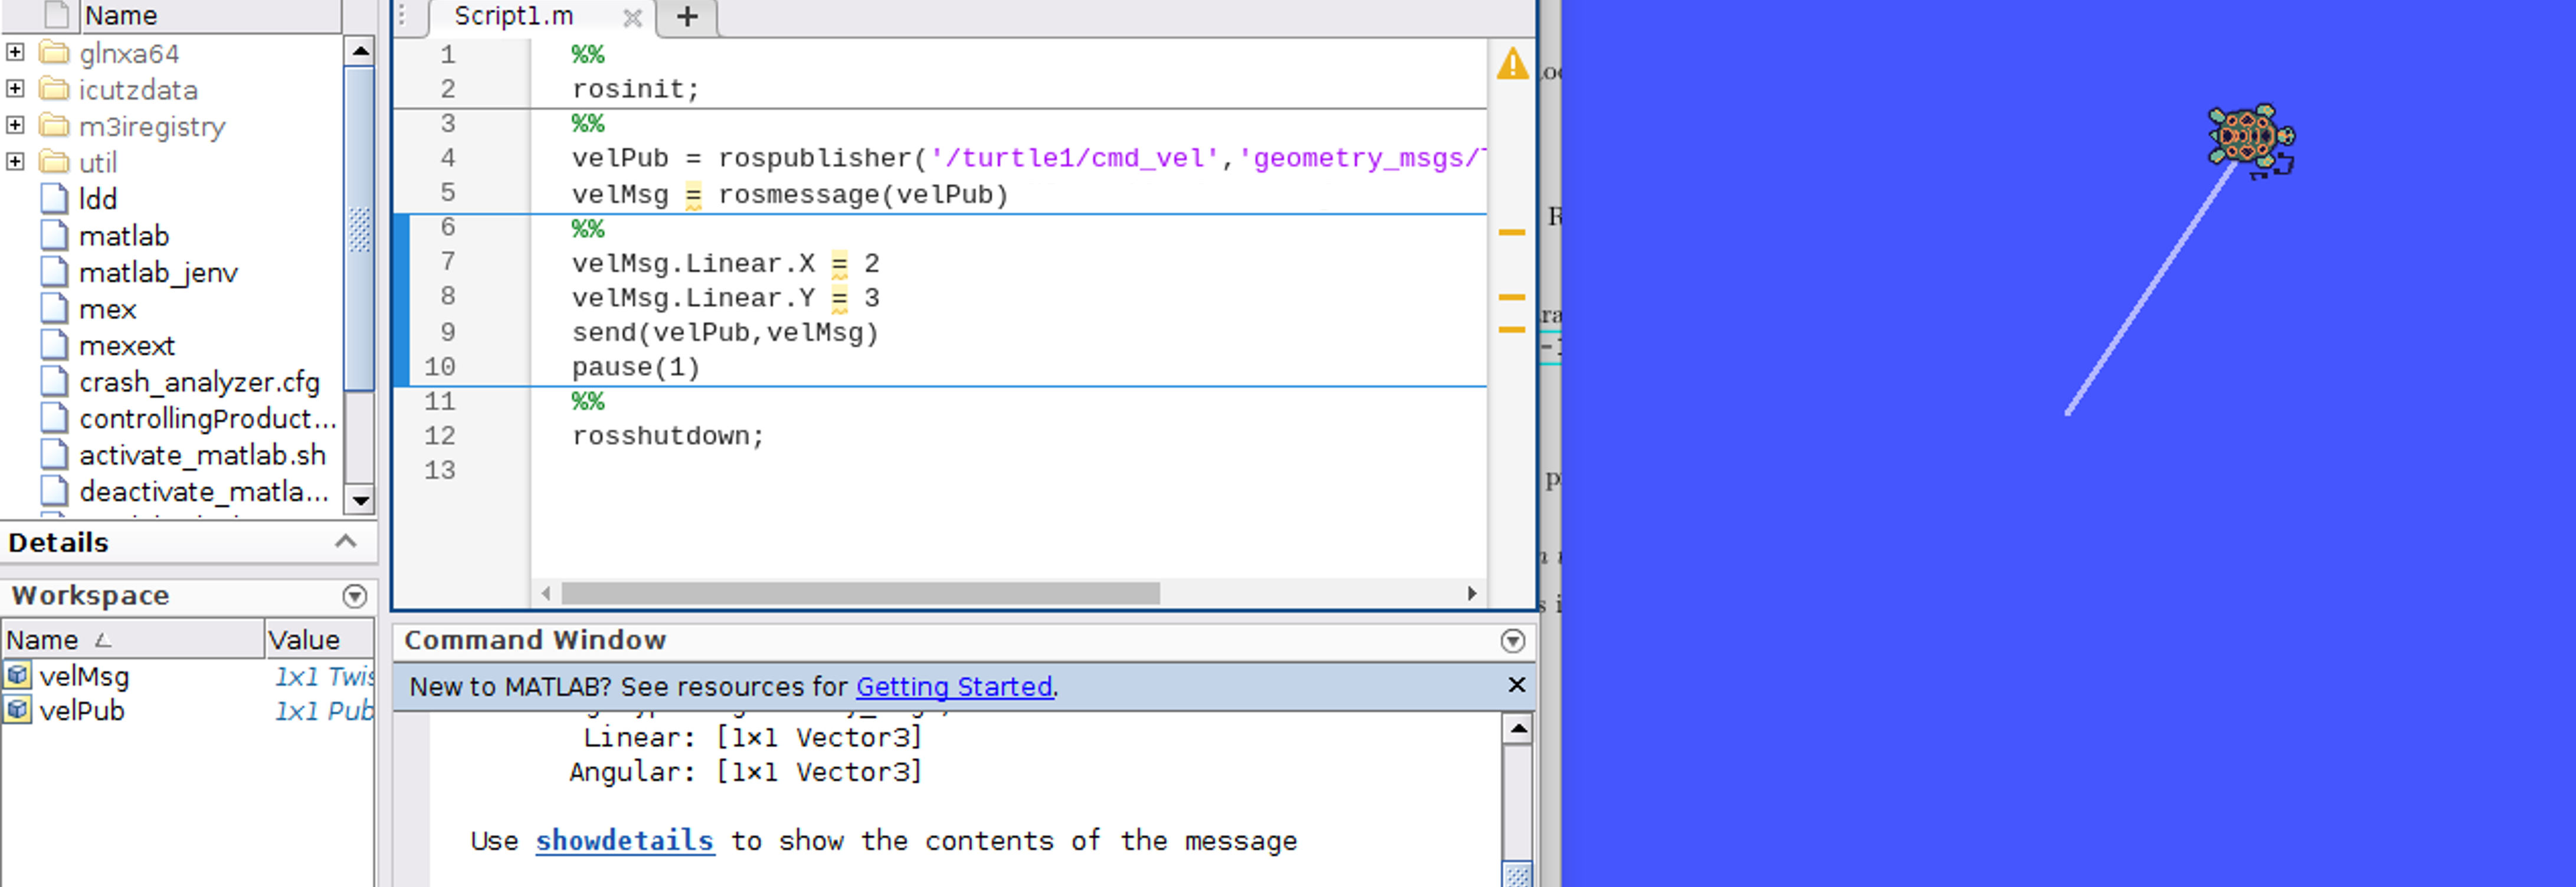 Name
glnxa64
icutzdata
m3iregistry
util
ldd
matlab
matlab_jenv
mex
mexext
crash_analyzer.cfg
controllingProduct...
activate_matlab.sh
deactivate_matla...
Details
Workspace
Name Value
velMsg 1x1 Twis
velPub 1x1 Pub
Script1.m
1 %%
2 rosinit;
3 %%
4 velPub = rospublisher('/turtle1/cmd_vel','geometry_msgs/
5 velMsg = rosmessage(velPub)
6 %%
7 velMsg.Linear.X = 2
8 velMsg.Linear.Y = 3
9 send(velPub,velMsg)
10 pause(1)
11 %%
12 rosshutdown;
13
Command Window
New to MATLAB? See resources for Getting Started.
Linear: [1×1 Vector3]
Angular: [1×1 Vector3]
Use showdetails to show the contents of the message